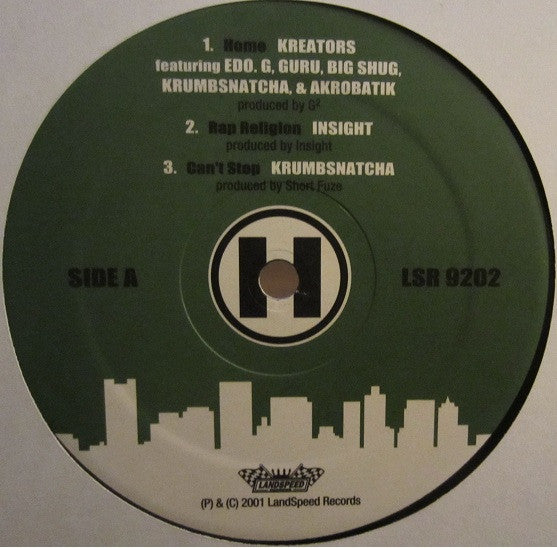 1. Home KREATORS
featuring EDO. G, GURU, BIG SHUG,
KRUMBSNATCHA, & AKROBATIK
produced by G²
2. Rap Religion INSIGHT
produced by Insight
3. Can't Stop KRUMBSNATCHA
produced by Short Fuze
SIDE A
H
LSR 9202
LANDSPEED
(P) & (C) 2001 LandSpeed Records